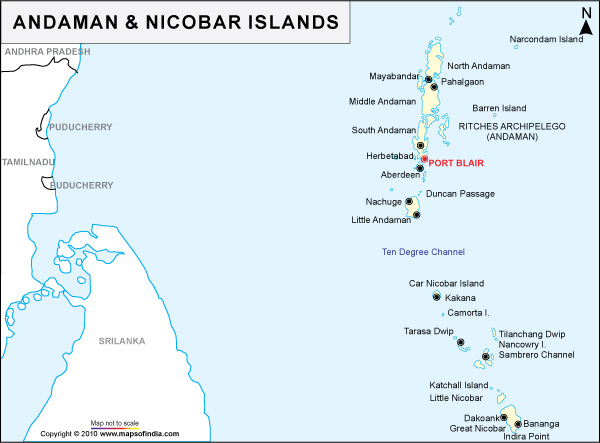 ANDAMAN & NICOBAR ISLANDS
N
Narcondam Island
ANDHRA PRADESH
North Andaman
Mayabandar
Pahalgaon
Middle Andaman
Barren Island
PUDUCHERRY
South Andaman
RITCHES ARCHIPELEGO
(ANDAMAN)
Herbetabad
PORT BLAIR
TAMILNADU
Aberdeen
PUDUCHERRY
Duncan Passage
Nachuge
Little Andaman
Ten Degree Channel
Car Nicobar Island
Kakana
Camorta I.
Tarasa Dwip
Tilanchang Dwip
Nancowry I.
Sambrero Channel
SRILANKA
Katchall Island
Little Nicobar
Dakoank
Great Nicobar
Bananga
Indira Point
Map not to scale
Copyright © 2010 www.mapsofindia.com